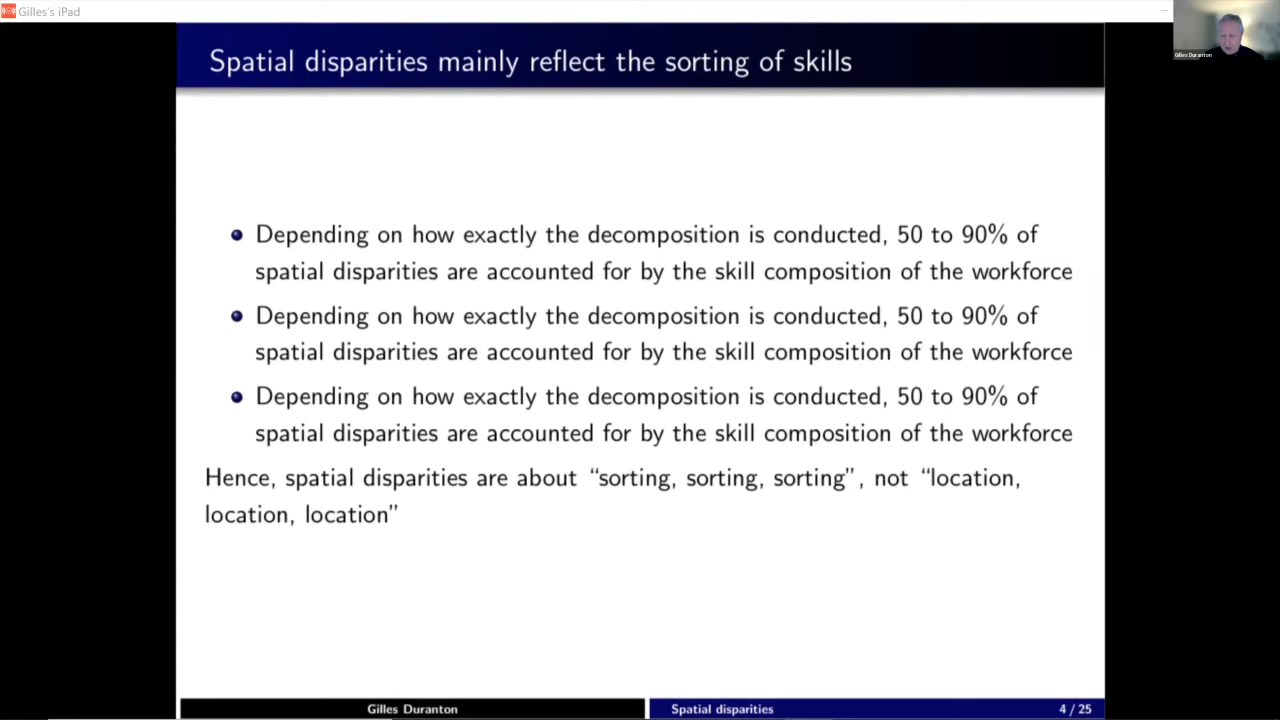 Gilles's iPad
Gilles Duranton
Spatial disparities mainly reflect the sorting of skills
Depending on how exactly the decomposition is conducted, 50 to 90% of
spatial disparities are accounted for by the skill composition of the workforce
Depending on how exactly the decomposition is conducted, 50 to 90% of
spatial disparities are accounted for by the skill composition of the workforce
Depending on how exactly the decomposition is conducted, 50 to 90% of
spatial disparities are accounted for by the skill composition of the workforce
Hence, spatial disparities are about “sorting, sorting, sorting”, not “location,
location, location”
Gilles Duranton
Spatial disparities
4 / 25